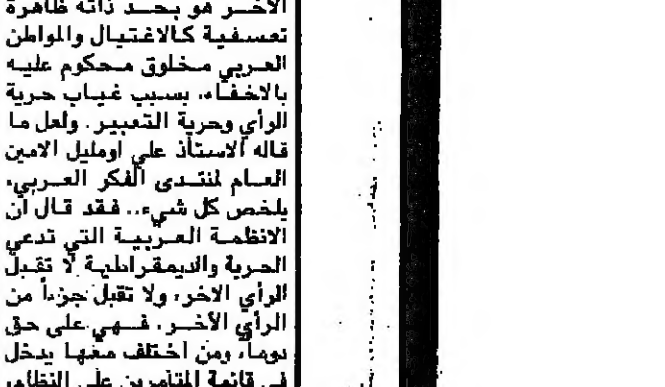 الآخر هو بحد ذاته ظاهرة
تعسفية كالاغتيال والمواطن
العربي مخلوق محكوم عليه
بالاخفاء، بسبب غياب حرية
الرأي وحرية التعبير. ولعل ما
قاله الاستاذ علي اومليل الامين
العام لمنتدى الفكر العربي،
يلخص كل شيء.. فقد قال ان
الانظمة العربية التي تدعي
الحرية والديمقراطية لا تقبل
الرأي الاخر، ولا تقبل جزءاً من
الرأي الأخر، فهي على حق
دوماً، ومن اختلف معها يدخل
في قائمة المتآمرين على النظام،